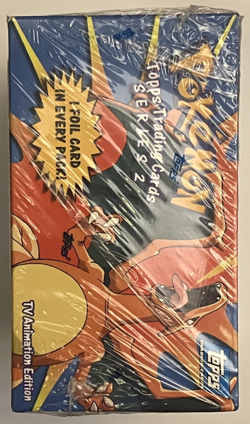 POKÉMON
TOPPS
Topps Trading Cards
SERIES 2
1 FOIL CARD
IN EVERY PACK!
TOPPS
TOPPS
TV Animation Edition